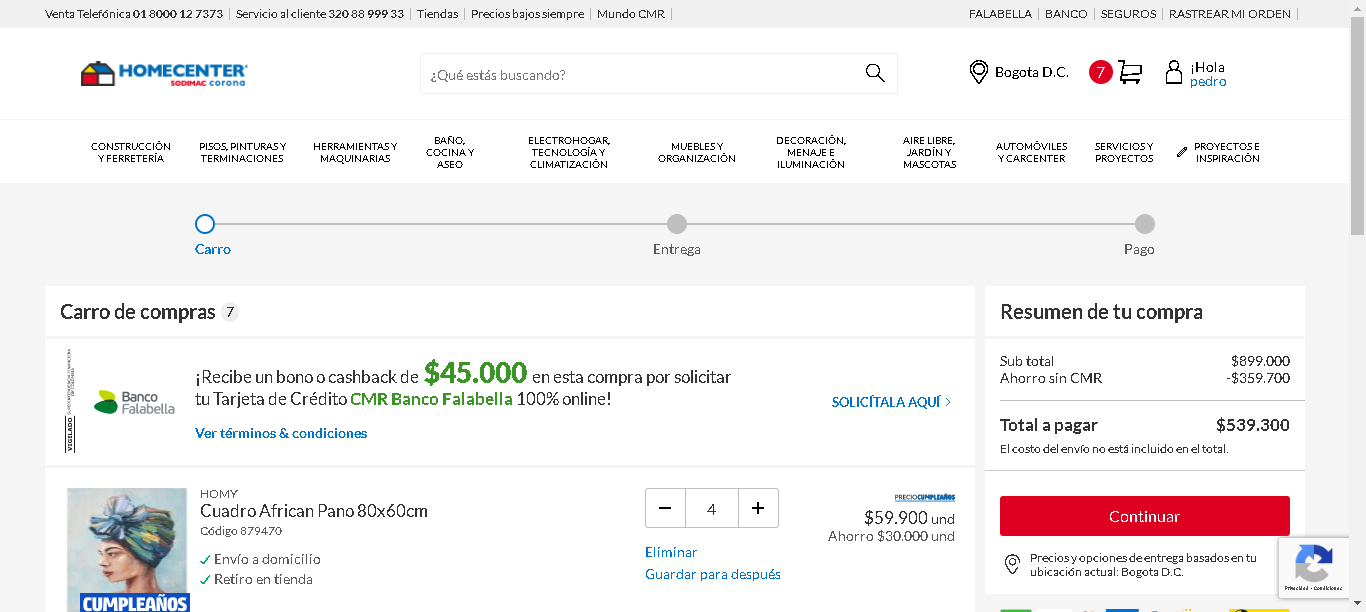 Venta Telefónica 01 8000 12 7373 Servicio al cliente 320 88 999 33 Tiendas Precios bajos siempre Mundo CMR FALABELLA BANCO SEGUROS RASTREAR MI ORDEN
HOMECENTER
SODIMAC corona
¿Qué estás buscando?
Bogota D.C.
7
¡Hola
pedro
CONSTRUCCIÓN
Y FERRETERÍA
PISOS, PINTURAS Y
TERMINACIONES
HERRAMIENTAS Y
MAQUINARIAS
BAÑO,
COCINA Y
ASEO
ELECTROHOGAR,
TECNOLOGÍA Y
CLIMATIZACIÓN
MUEBLES Y
ORGANIZACIÓN
DECORACIÓN,
MENAJE E
ILUMINACIÓN
AIRE LIBRE,
JARDÍN Y
MASCOTAS
AUTOMÓVILES
Y CARCENTER
SERVICIOS Y
PROYECTOS
PROYECTOS E
INSPIRACIÓN
Carro
Entrega
Pago
Carro de compras 7
VIGILADO
Banco
Falabella
¡Recibe un bono o cashback de $45.000 en esta compra por solicitar
tu Tarjeta de Crédito CMR Banco Falabella 100% online!
Ver términos & condiciones
SOLICÍTALA AQUÍ
HOMY
Cuadro African Pano 80x60cm
Código 879470
Envío a domicilio
Retiro en tienda
CUMPLEAÑOS
4
Eliminar
Guardar para después
PRECIO CUMPLEAÑOS
$59.900 und
Ahorro $30.000 und
Resumen de tu compra
Sub total $899.000
Ahorro sin CMR -$359.700
Total a pagar $539.300
El costo del envío no está incluido en el total.
Continuar
Precios y opciones de entrega basados en tu
ubicación actual: Bogota D.C.
Privacidad - Condiciones